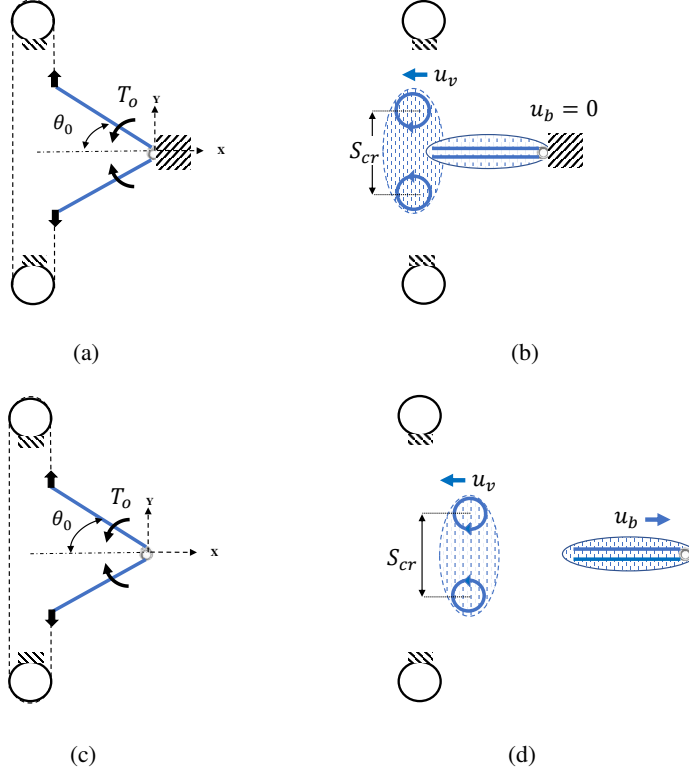 T_o
Y
θ_0
X
(a)
u_v
u_b = 0
S_cr
(b)
T_o
Y
θ_0
X
(c)
u_v
u_b
S_cr
(d)